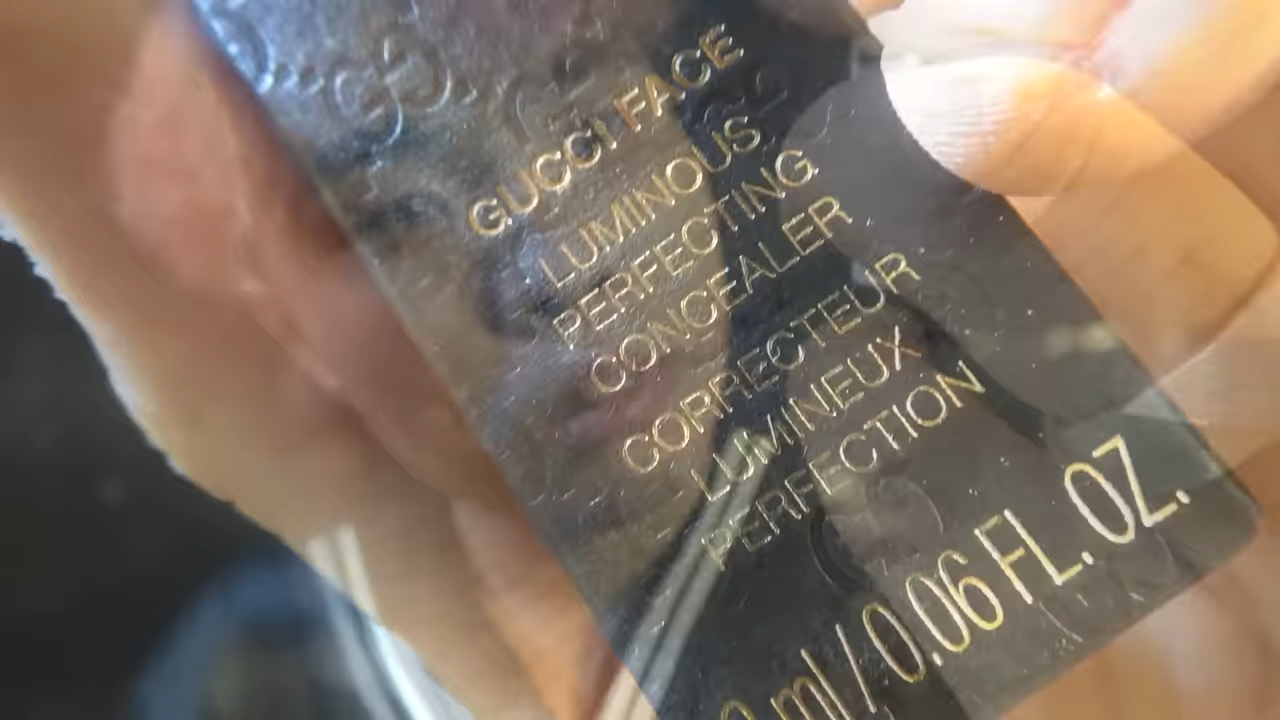 GUCCI FACE
LUMINOUS
PERFECTING
CONCEALER
CORRECTEUR
LUMINEUX
PERFECTION
ml/0.06 FL. OZ.